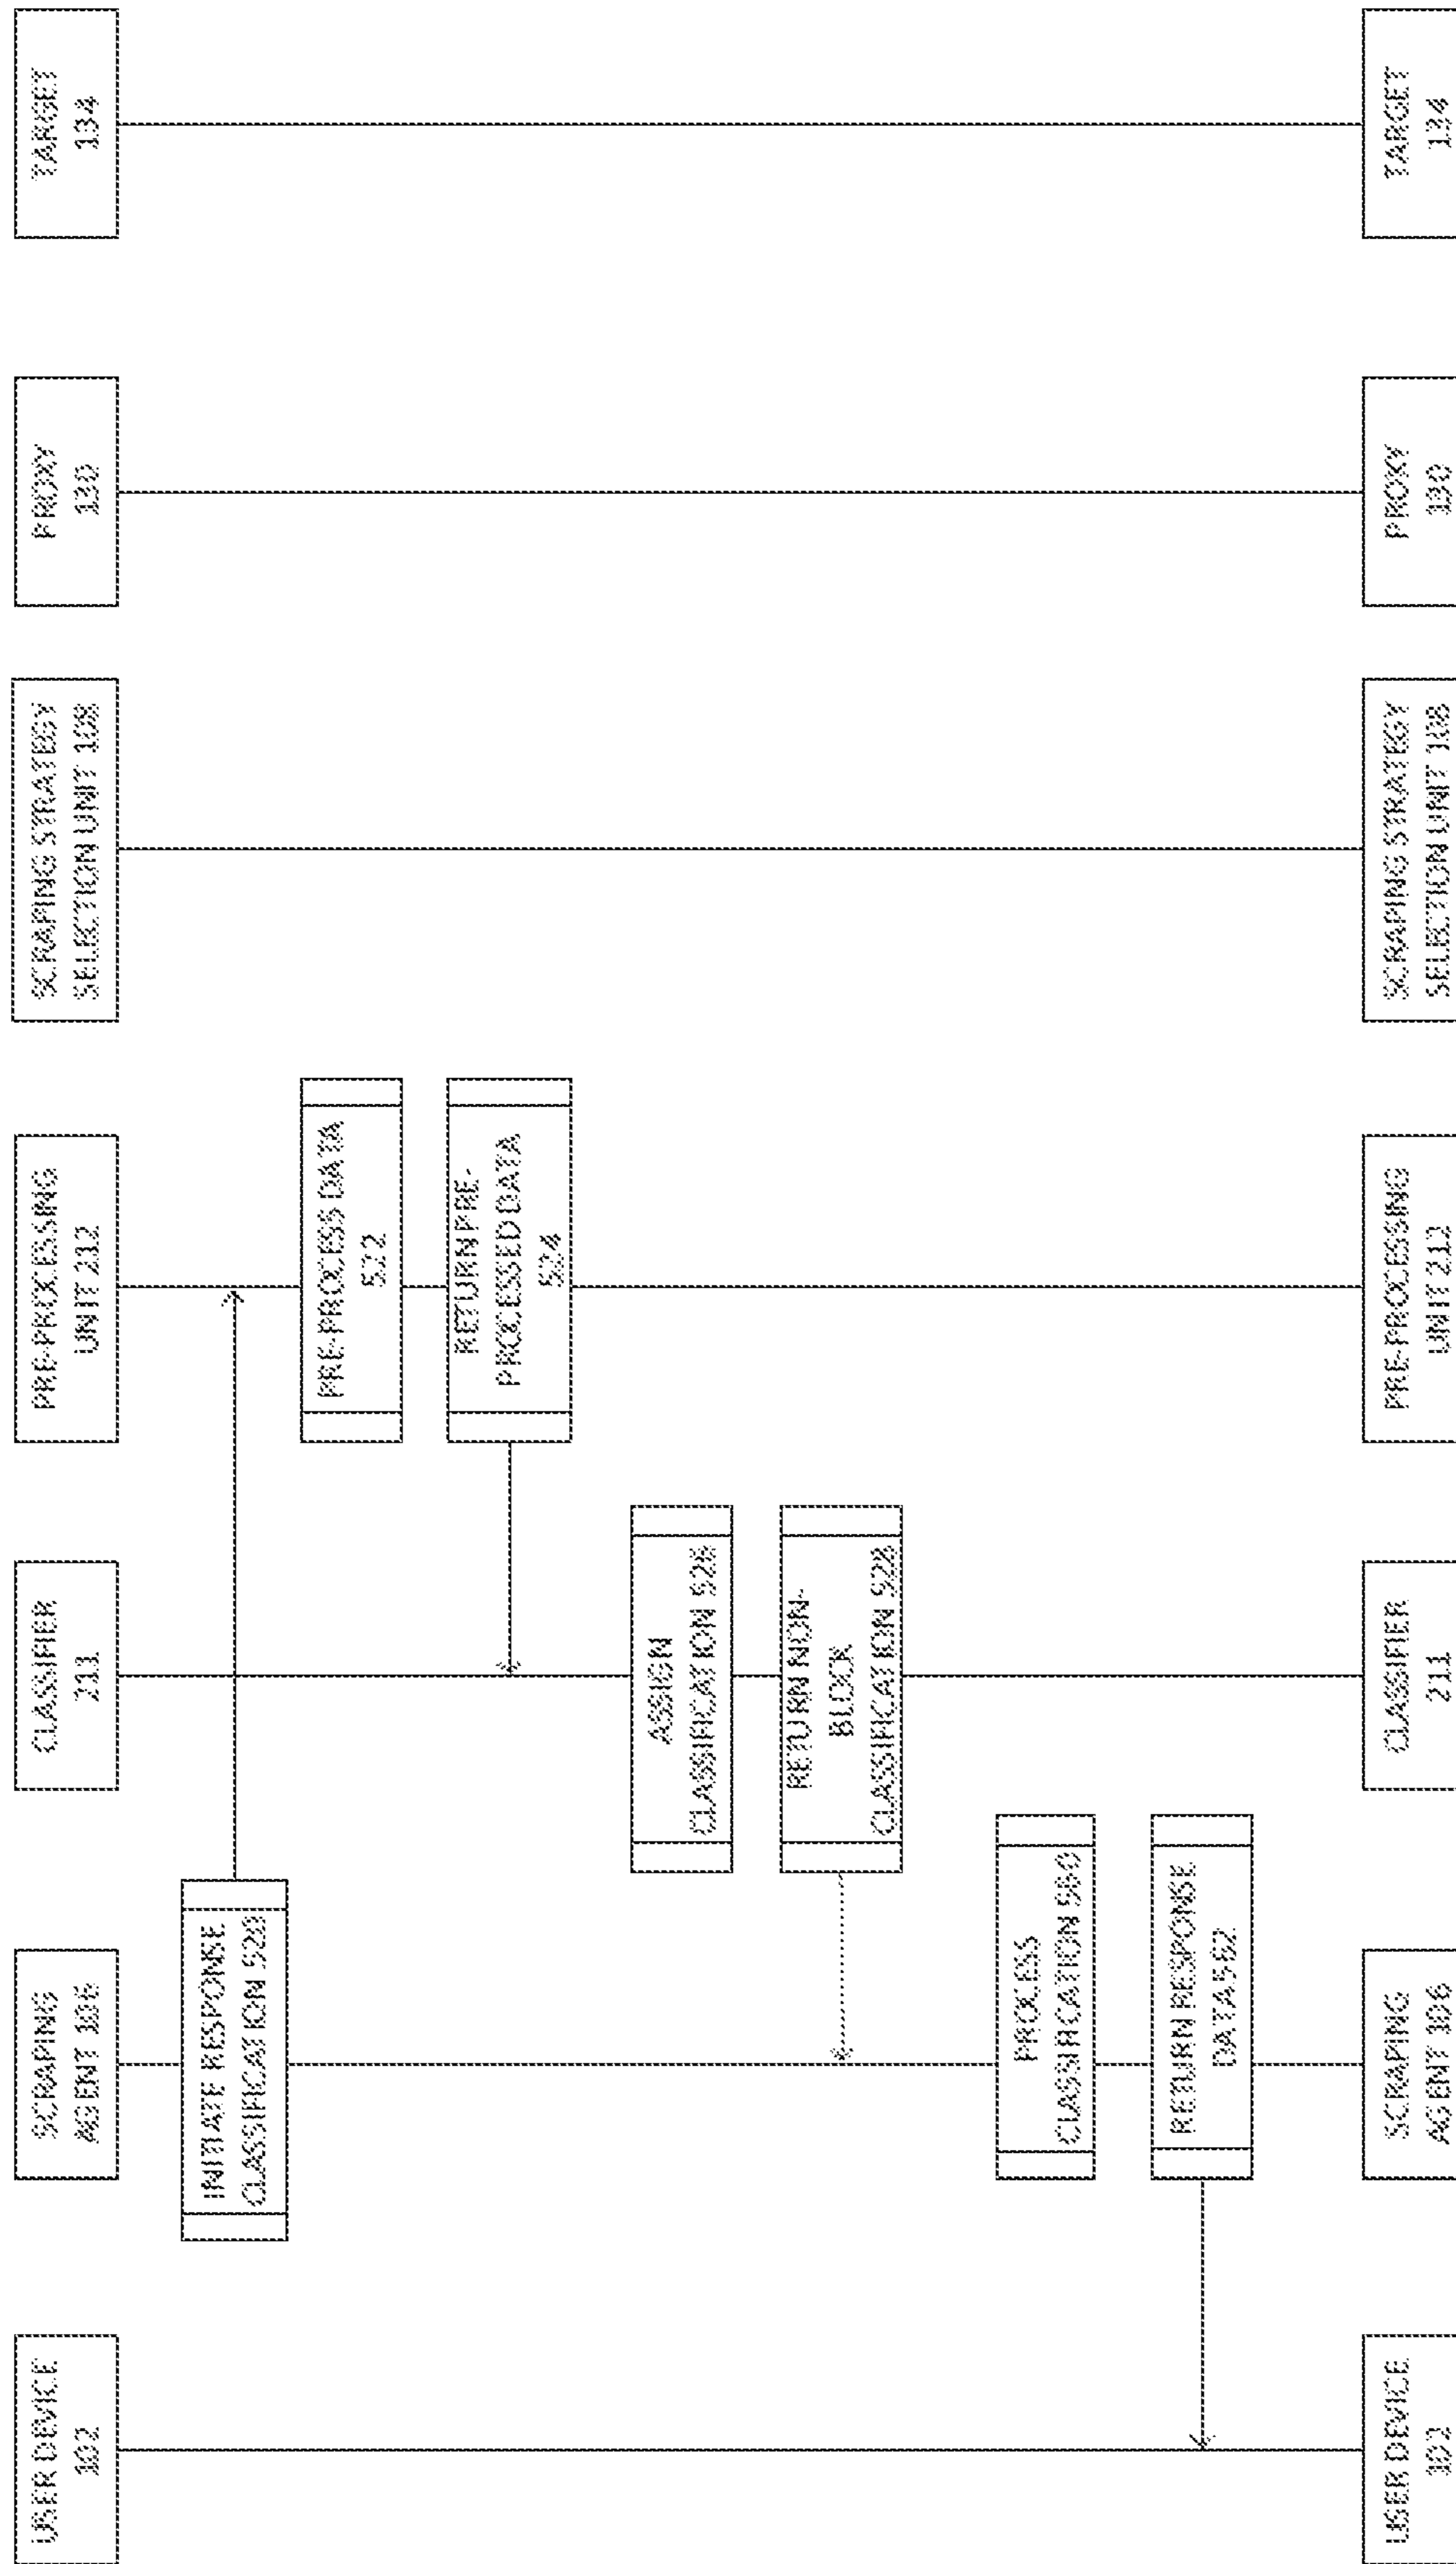 USER DEVICE
102
SCRAPING
AGENT 106
CLASSIFIER
211
PRE-PROCESSING
UNIT 212
SCRAPING STRATEGY
SELECTION UNIT 108
PROXY
130
TARGET
134
INITIATE RESPONSE
CLASSIFICATION 520
PRE-PROCESS DATA
522
RETURN PRE-
PROCESSED DATA
524
ASSIGN
CLASSIFICATION 526
RETURN NON-
BLOCK
CLASSIFICATION 528
PROCESS
CLASSIFICATION 560
RETURN RESPONSE
DATA 562
USER DEVICE
102
SCRAPING
AGENT 106
CLASSIFIER
211
PRE-PROCESSING
UNIT 212
SCRAPING STRATEGY
SELECTION UNIT 108
PROXY
130
TARGET
134